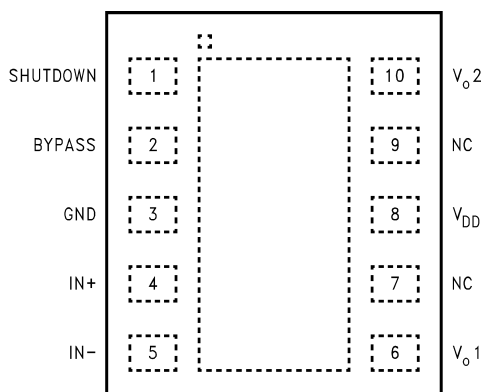 SHUTDOWN 1 10 Vo2
BYPASS 2 9 NC
GND 3 8 VDD
IN+ 4 7 NC
IN- 5 6 Vo1